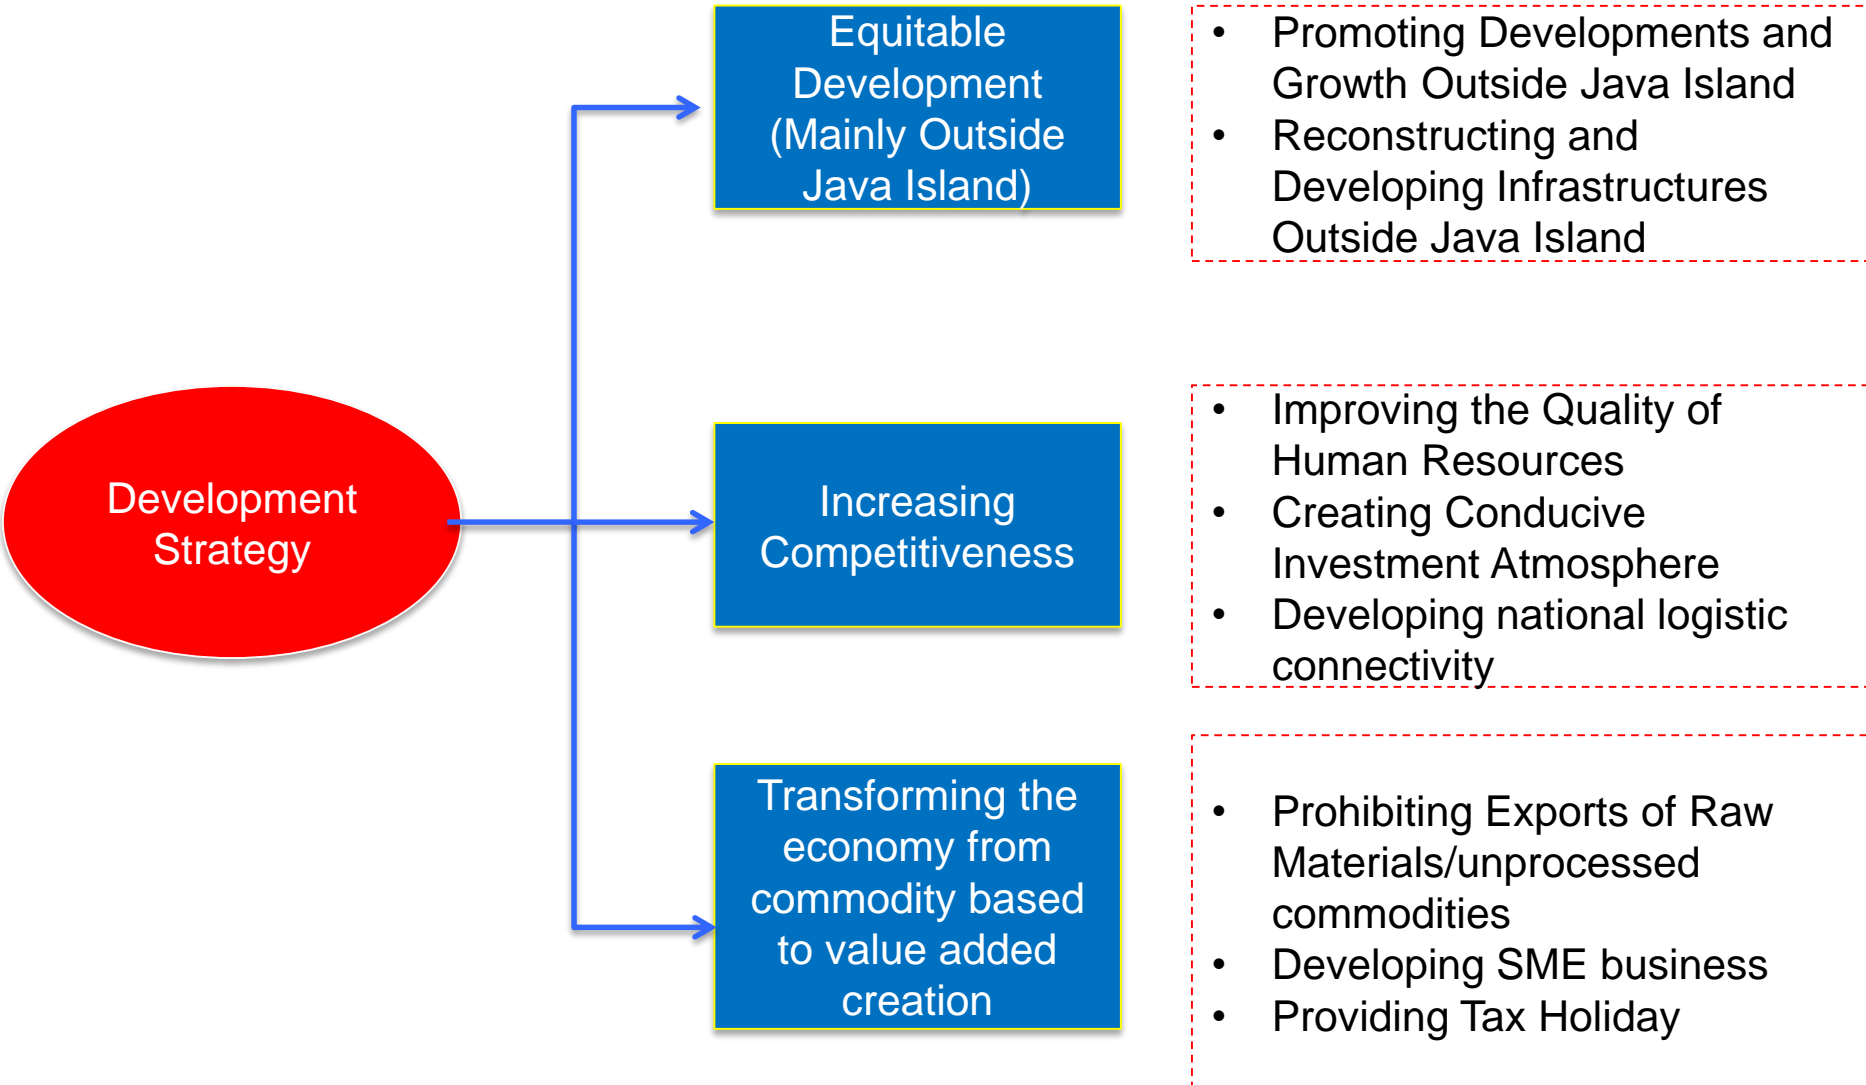 Development
Strategy
Equitable
Development
(Mainly Outside
Java Island)
• Promoting Developments and
Growth Outside Java Island
• Reconstructing and
Developing Infrastructures
Outside Java Island
Increasing
Competitiveness
• Improving the Quality of
Human Resources
• Creating Conducive
Investment Atmosphere
• Developing national logistic
connectivity
Transforming the
economy from
commodity based
to value added
creation
• Prohibiting Exports of Raw
Materials/unprocessed
commodities
• Developing SME business
• Providing Tax Holiday